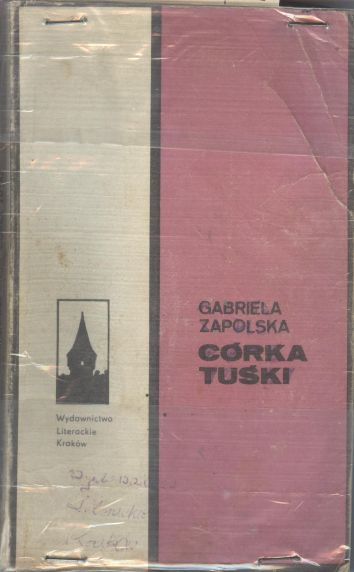 GABRIELA
ZAPOLSKA
CÓRKA
TUŚKI
Wydawnictwo
Literackie
Kraków